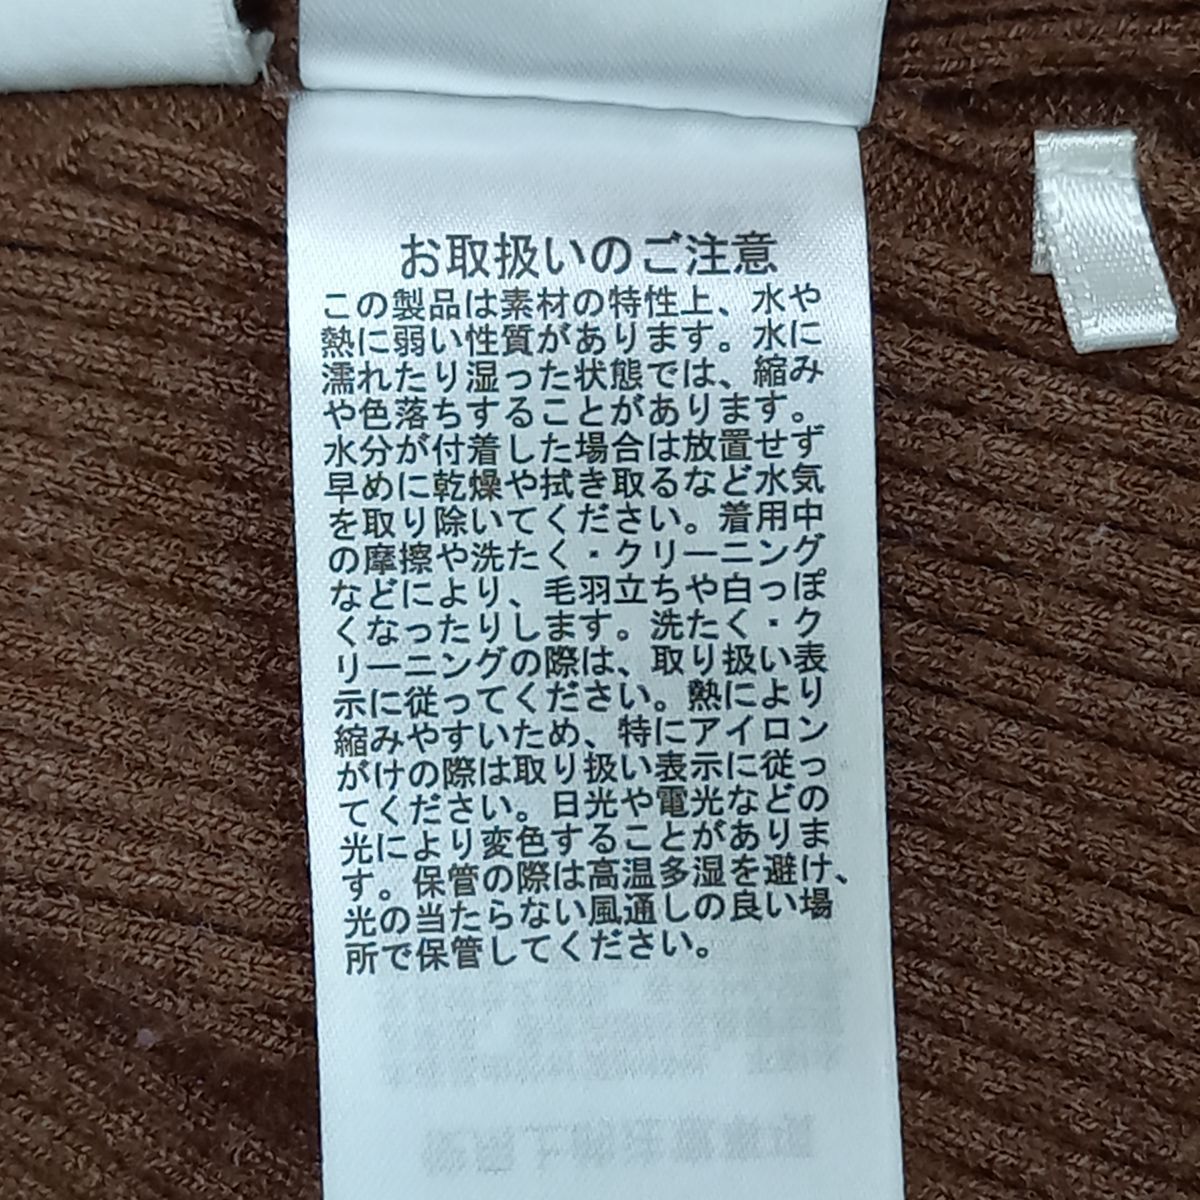 お取扱いのご注意
この製品は素材の特性上、水や
熱に弱い性質があります。水に
濡れたり湿った状態では、縮み
や色落ちすることがあります。
水分が付着した場合は放置せず
早めに乾燥や拭き取るなど水気
を取り除いてください。着用中
の摩擦や洗たく・クリーニング
などにより、毛羽立ちや白っぽ
くなったりします。洗たく・ク
リーニングの際は、取り扱い表
示に従ってください。熱により
縮みやすいため、特にアイロン
がけの際は取り扱い表示に従っ
てください。日光や電光などの
光により変色することがありま
す。保管の際は高温多湿を避け、
光の当たらない風通しの良い場
所で保管してください。